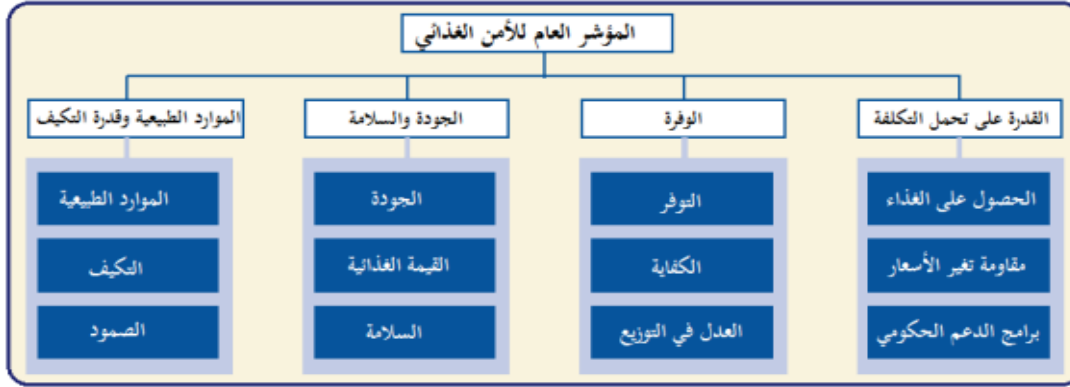 المؤشر العام للأمن الغذائي
القدرة على تحمل التكلفة
الحصول على الغذاء
مقاومة تغير الأسعار
برامج الدعم الحكومي
الوفرة
التوفر
الكفاية
العدل في التوزيع
الجودة والسلامة
الجودة
القيمة الغذائية
السلامة
الموارد الطبيعية وقدرة التكيف
الموارد الطبيعية
التكيف
الصمود